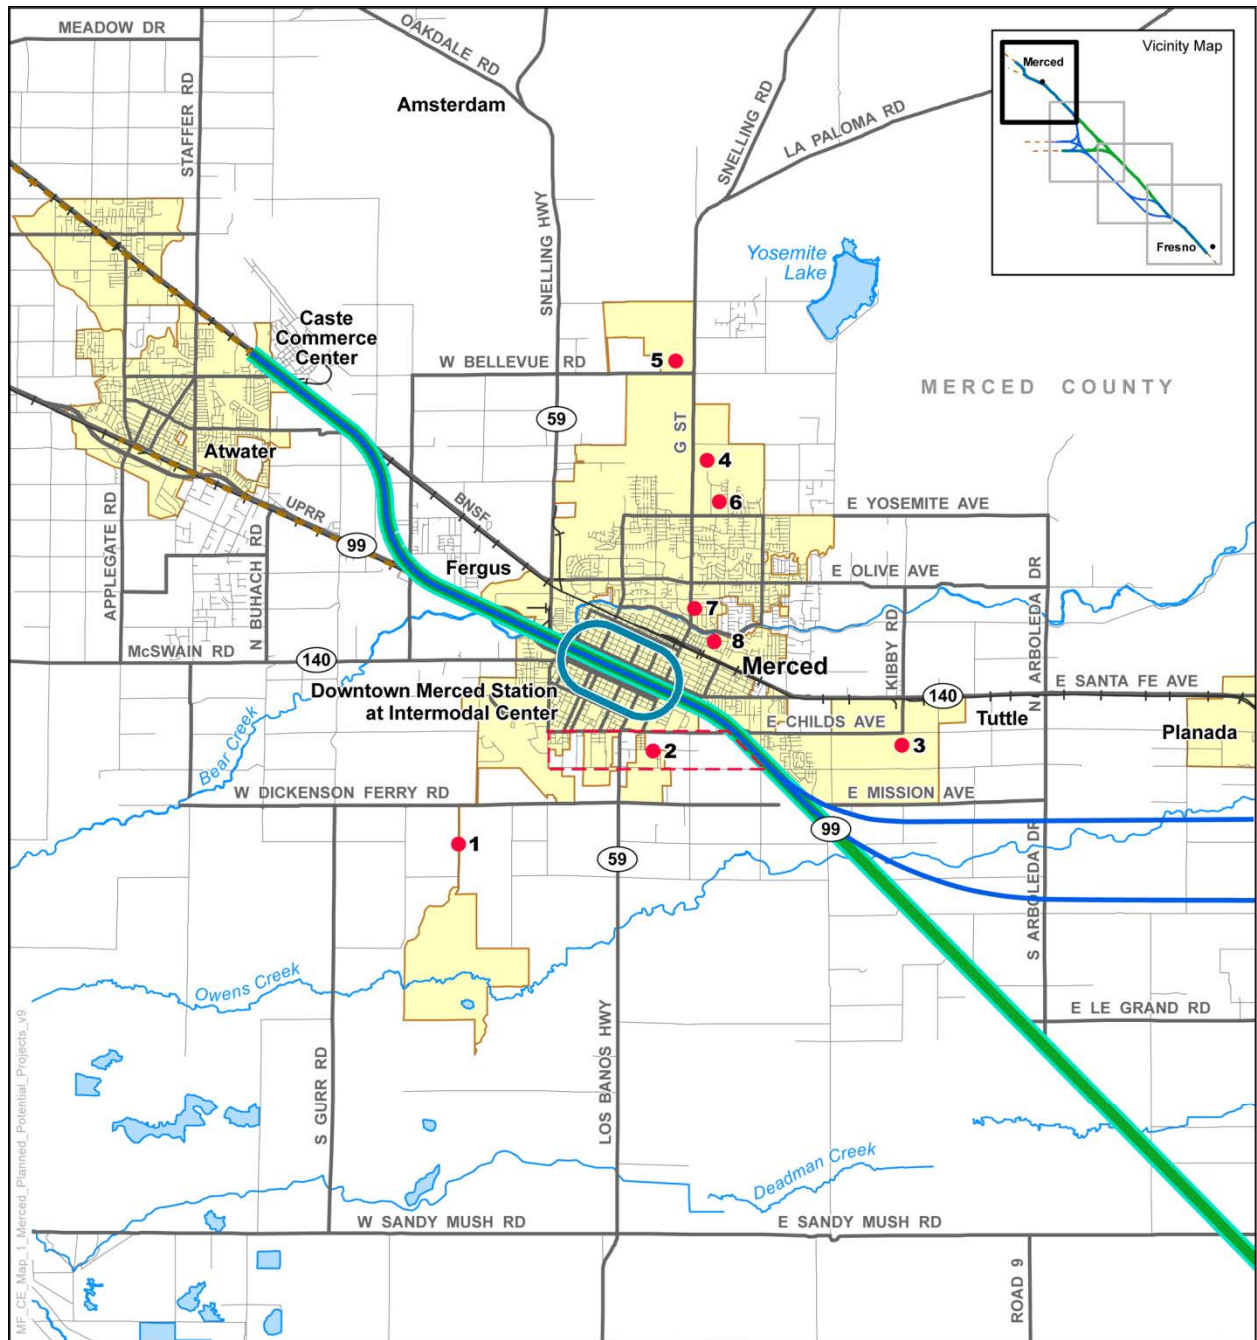 MEADOW DR
OAKDALE RD
Amsterdam
STAFFER RD
SNELLING RD
LA PALOMA RD
Vicinity Map
Merced
Fresno
SNELLING HWY
Yosemite
Lake
Caste
Commerce
Center
W BELLEVUE RD
5
MERCED COUNTY
59
G ST
4
Atwater
6
E YOSEMITE AVE
APPLEGATE RD
UPRR
BNSF
N BUHACH RD
99
Fergus
E OLIVE AVE
N ARBOLEDA DR
7
KIBBY RD
8
McSWAIN RD
140
Merced
Downtown Merced Station
at Intermodal Center
E SANTA FE AVE
140
E CHILDS AVE
Tuttle
Planada
Bear Creek
2
3
W DICKENSON FERRY RD
E MISSION AVE
99
1
59
S ARBOLEDA DR
Owens Creek
E LE GRAND RD
S GURR RD
LOS BANOS HWY
Deadman Creek
W SANDY MUSH RD
E SANDY MUSH RD
ROAD 9
MF_CE_Map_1_Merced_Planned_Potential_Projects_v9